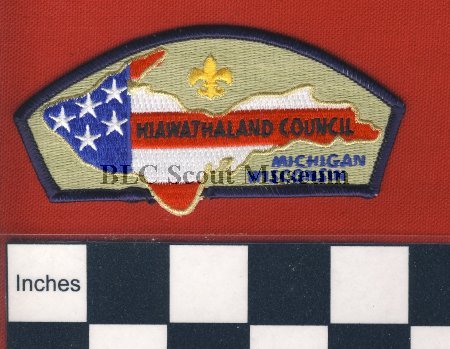 HIAWATHALAND COUNCIL
MICHIGAN
WISCONSIN
BLC Scout Museum
Inches